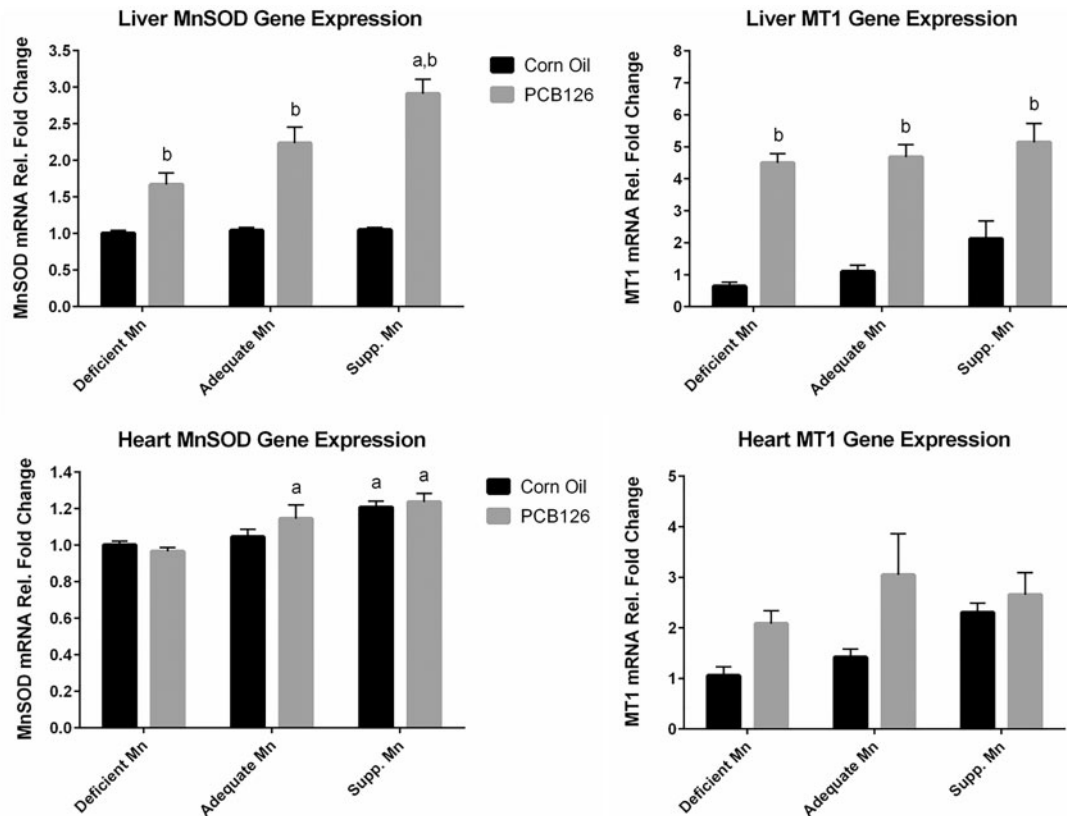 Liver MnSOD Gene Expression
MnSOD mRNA Rel. Fold Change
3.5
3.0
2.5
2.0
1.5
1.0
0.5
0.0
b
b
a,b
Deficient Mn
Adequate Mn
Supp. Mn
Corn Oil
PCB126
Liver MT1 Gene Expression
MT1 mRNA Rel. Fold Change
8
7
6
5
4
3
2
1
0
b
b
b
Deficient Mn
Adequate Mn
Supp. Mn
Heart MnSOD Gene Expression
MnSOD mRNA Rel. Fold Change
1.4
1.2
1.0
0.8
0.6
0.4
0.2
0.0
a
a
a
Deficient Mn
Adequate Mn
Supp. Mn
Corn Oil
PCB126
Heart MT1 Gene Expression
MT1 mRNA Rel. Fold Change
5
4
3
2
1
0
Deficient Mn
Adequate Mn
Supp. Mn